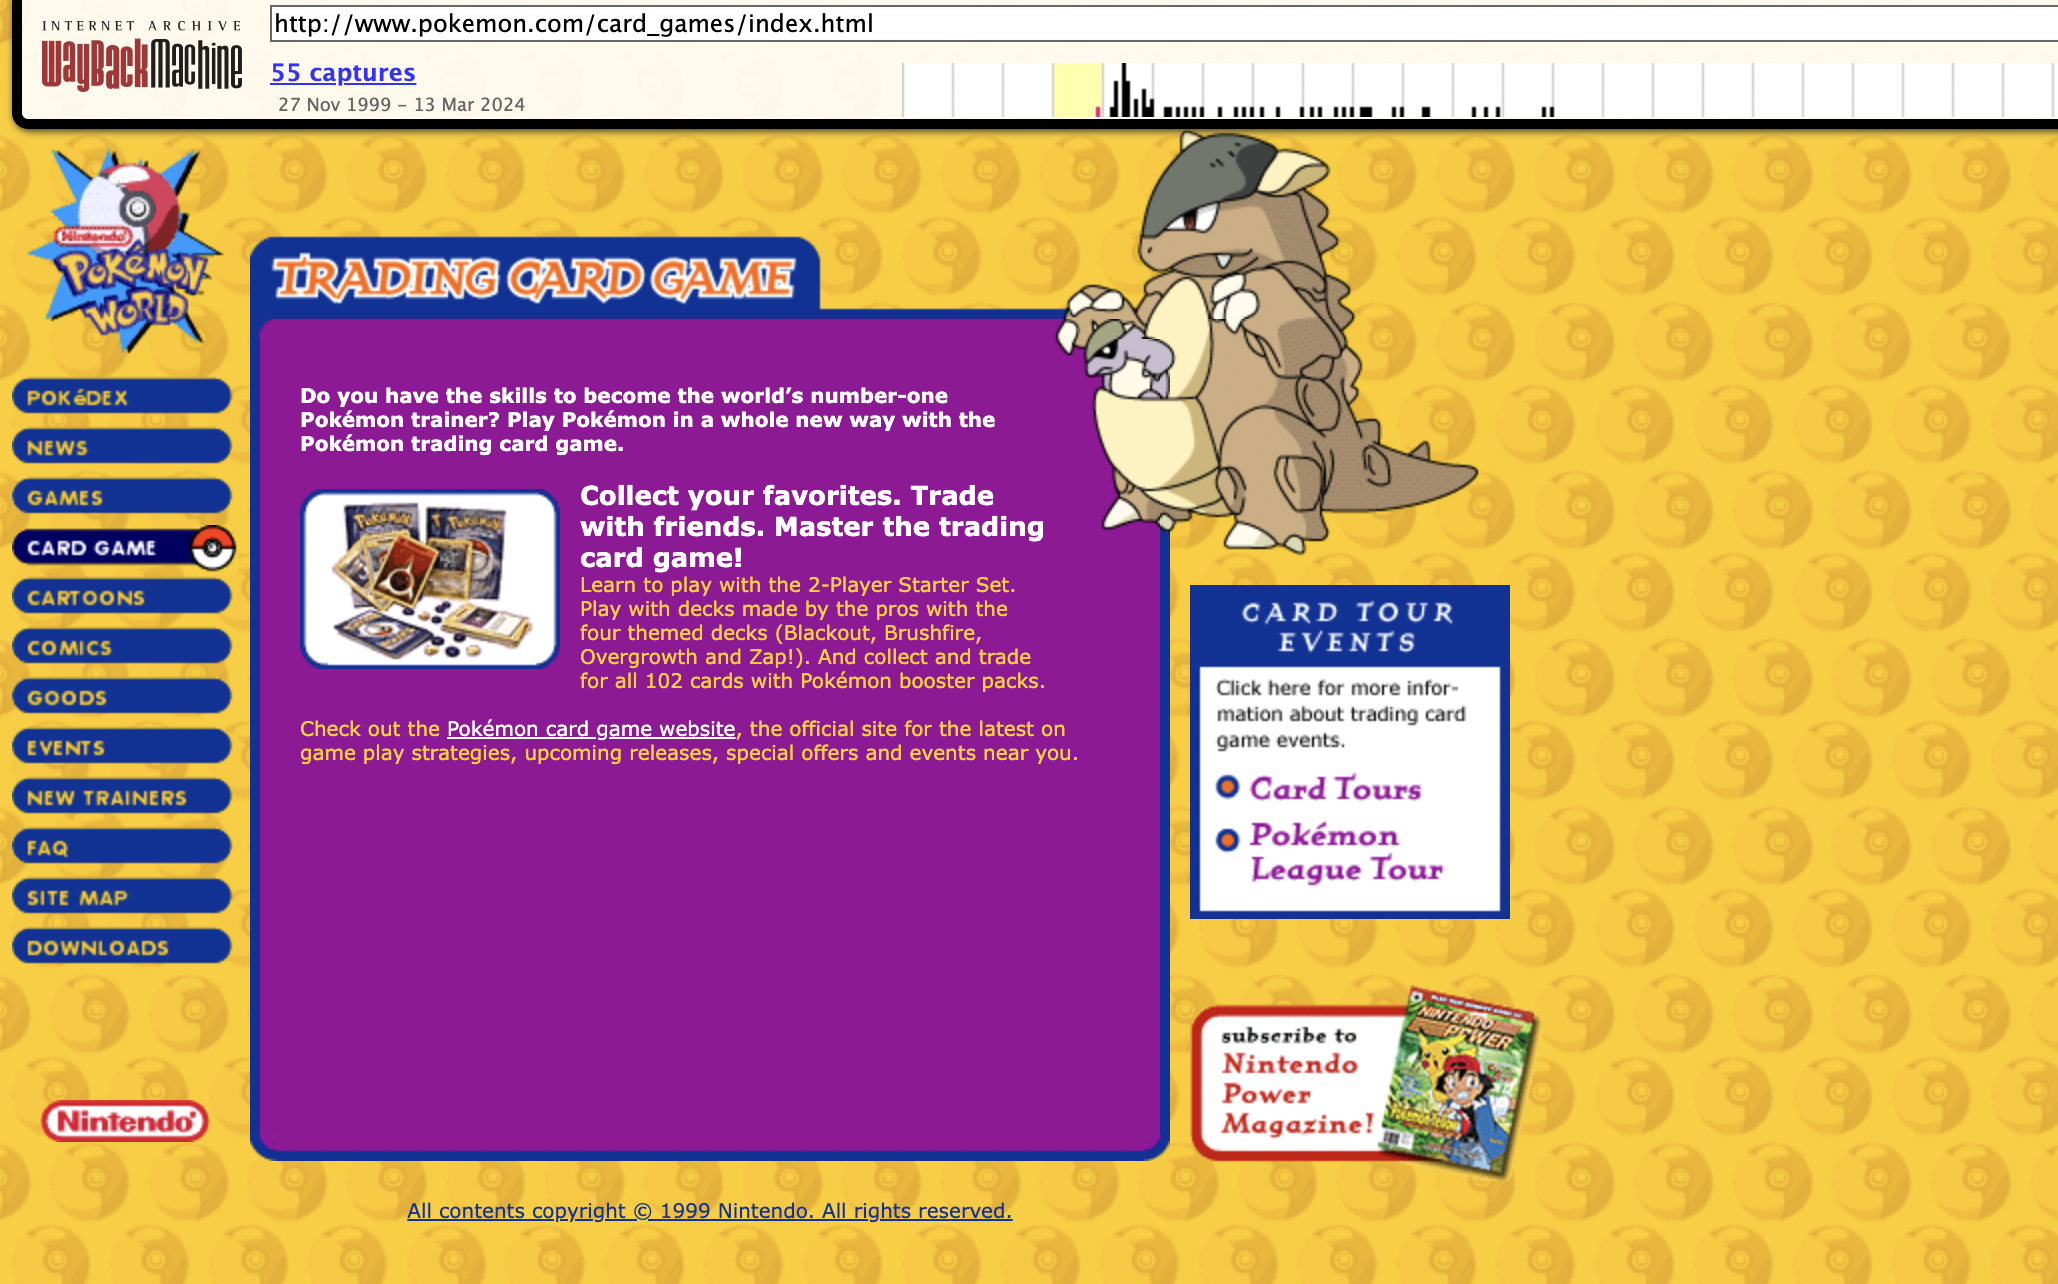 INTERNET ARCHIVE
WayBackMachine
http://www.pokemon.com/card_games/index.html
55 captures
27 Nov 1999 – 13 Mar 2024
Nintendo
POKéMON
WORLD
TRADING CARD GAME
POKéDEX
NEWS
GAMES
CARD GAME
CARTOONS
COMICS
GOODS
EVENTS
NEW TRAINERS
FAQ
SITE MAP
DOWNLOADS
Nintendo
Do you have the skills to become the world’s number-one
Pokémon trainer? Play Pokémon in a whole new way with the
Pokémon trading card game.
Pokémon
Pokémon
Collect your favorites. Trade
with friends. Master the trading
card game!
Learn to play with the 2-Player Starter Set.
Play with decks made by the pros with the
four themed decks (Blackout, Brushfire,
Overgrowth and Zap!). And collect and trade
for all 102 cards with Pokémon booster packs.
Check out the Pokémon card game website, the official site for the latest on
game play strategies, upcoming releases, special offers and events near you.
CARD TOUR
EVENTS
Click here for more infor-
mation about trading card
game events.
Card Tours
Pokémon
League Tour
subscribe to
Nintendo
Power
Magazine!
NINTENDO
POWER
All contents copyright © 1999 Nintendo. All rights reserved.